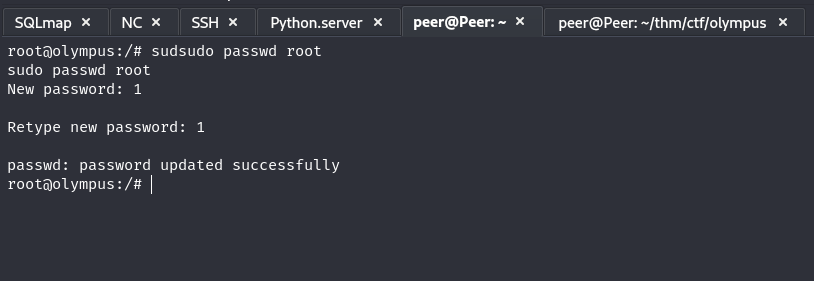 SQLmap × NC × SSH × Python.server × peer@Peer: ~ × peer@Peer: ~/thm/ctf/olympus ×
root@olympus:/# sudsudo passwd root
sudo passwd root
New password: 1
Retype new password: 1
passwd: password updated successfully
root@olympus:/#